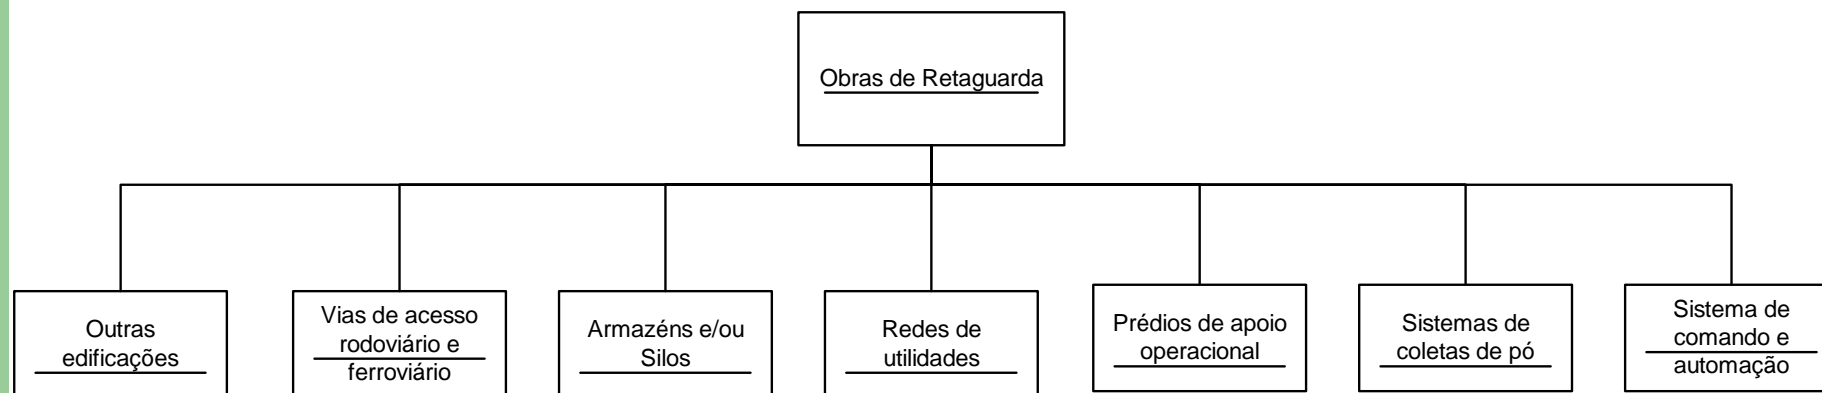 Obras de Retaguarda
Outras
edificações
Vias de acesso
rodoviário e
ferroviário
Armazéns e/ou
Silos
Redes de
utilidades
Prédios de apoio
operacional
Sistemas de
coletas de pó
Sistema de
comando e
automação